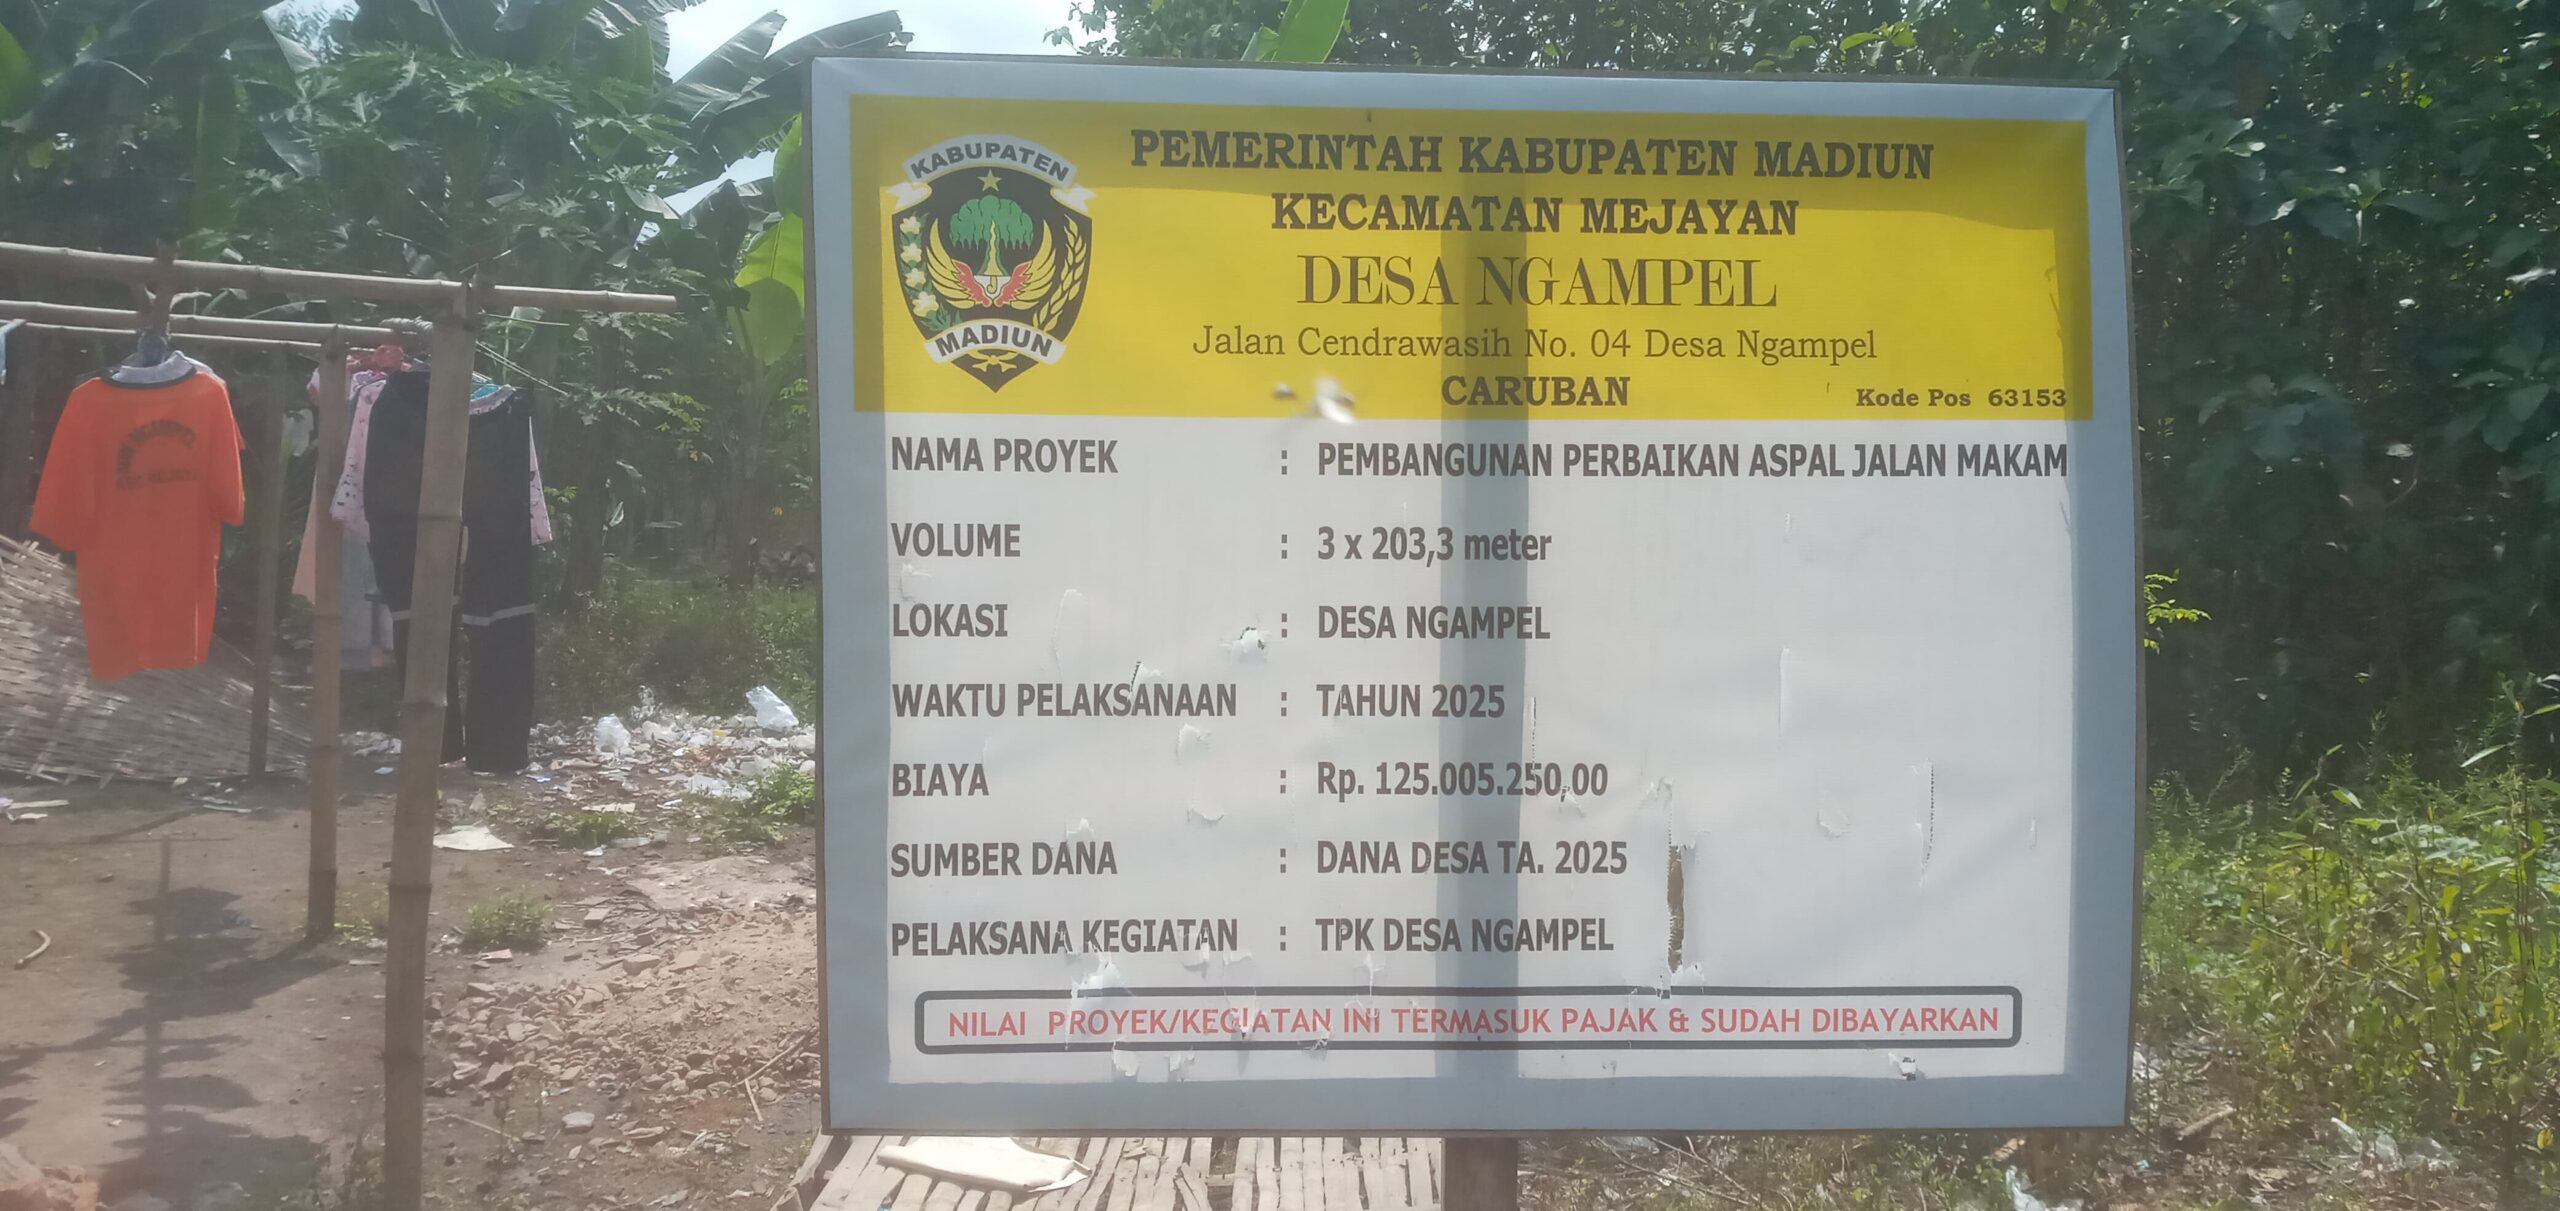 KABUPATEN
MADIUN
PEMERINTAH KABUPATEN MADIUN
KECAMATAN MEJAYAN
DESA NGAMPEL
Jalan Cendrawasih No. 04 Desa Ngampel
CARUBAN
Kode Pos 63153
NAMA PROYEK : PEMBANGUNAN PERBAIKAN ASPAL JALAN MAKAM
VOLUME : 3 x 203,3 meter
LOKASI : DESA NGAMPEL
WAKTU PELAKSANAAN : TAHUN 2025
BIAYA : Rp. 125.005.250,00
SUMBER DANA : DANA DESA TA. 2025
PELAKSANA KEGIATAN : TPK DESA NGAMPEL
NILAI PROYEK/KEGIATAN INI TERMASUK PAJAK & SUDAH DIBAYARKAN
NGAMPEL